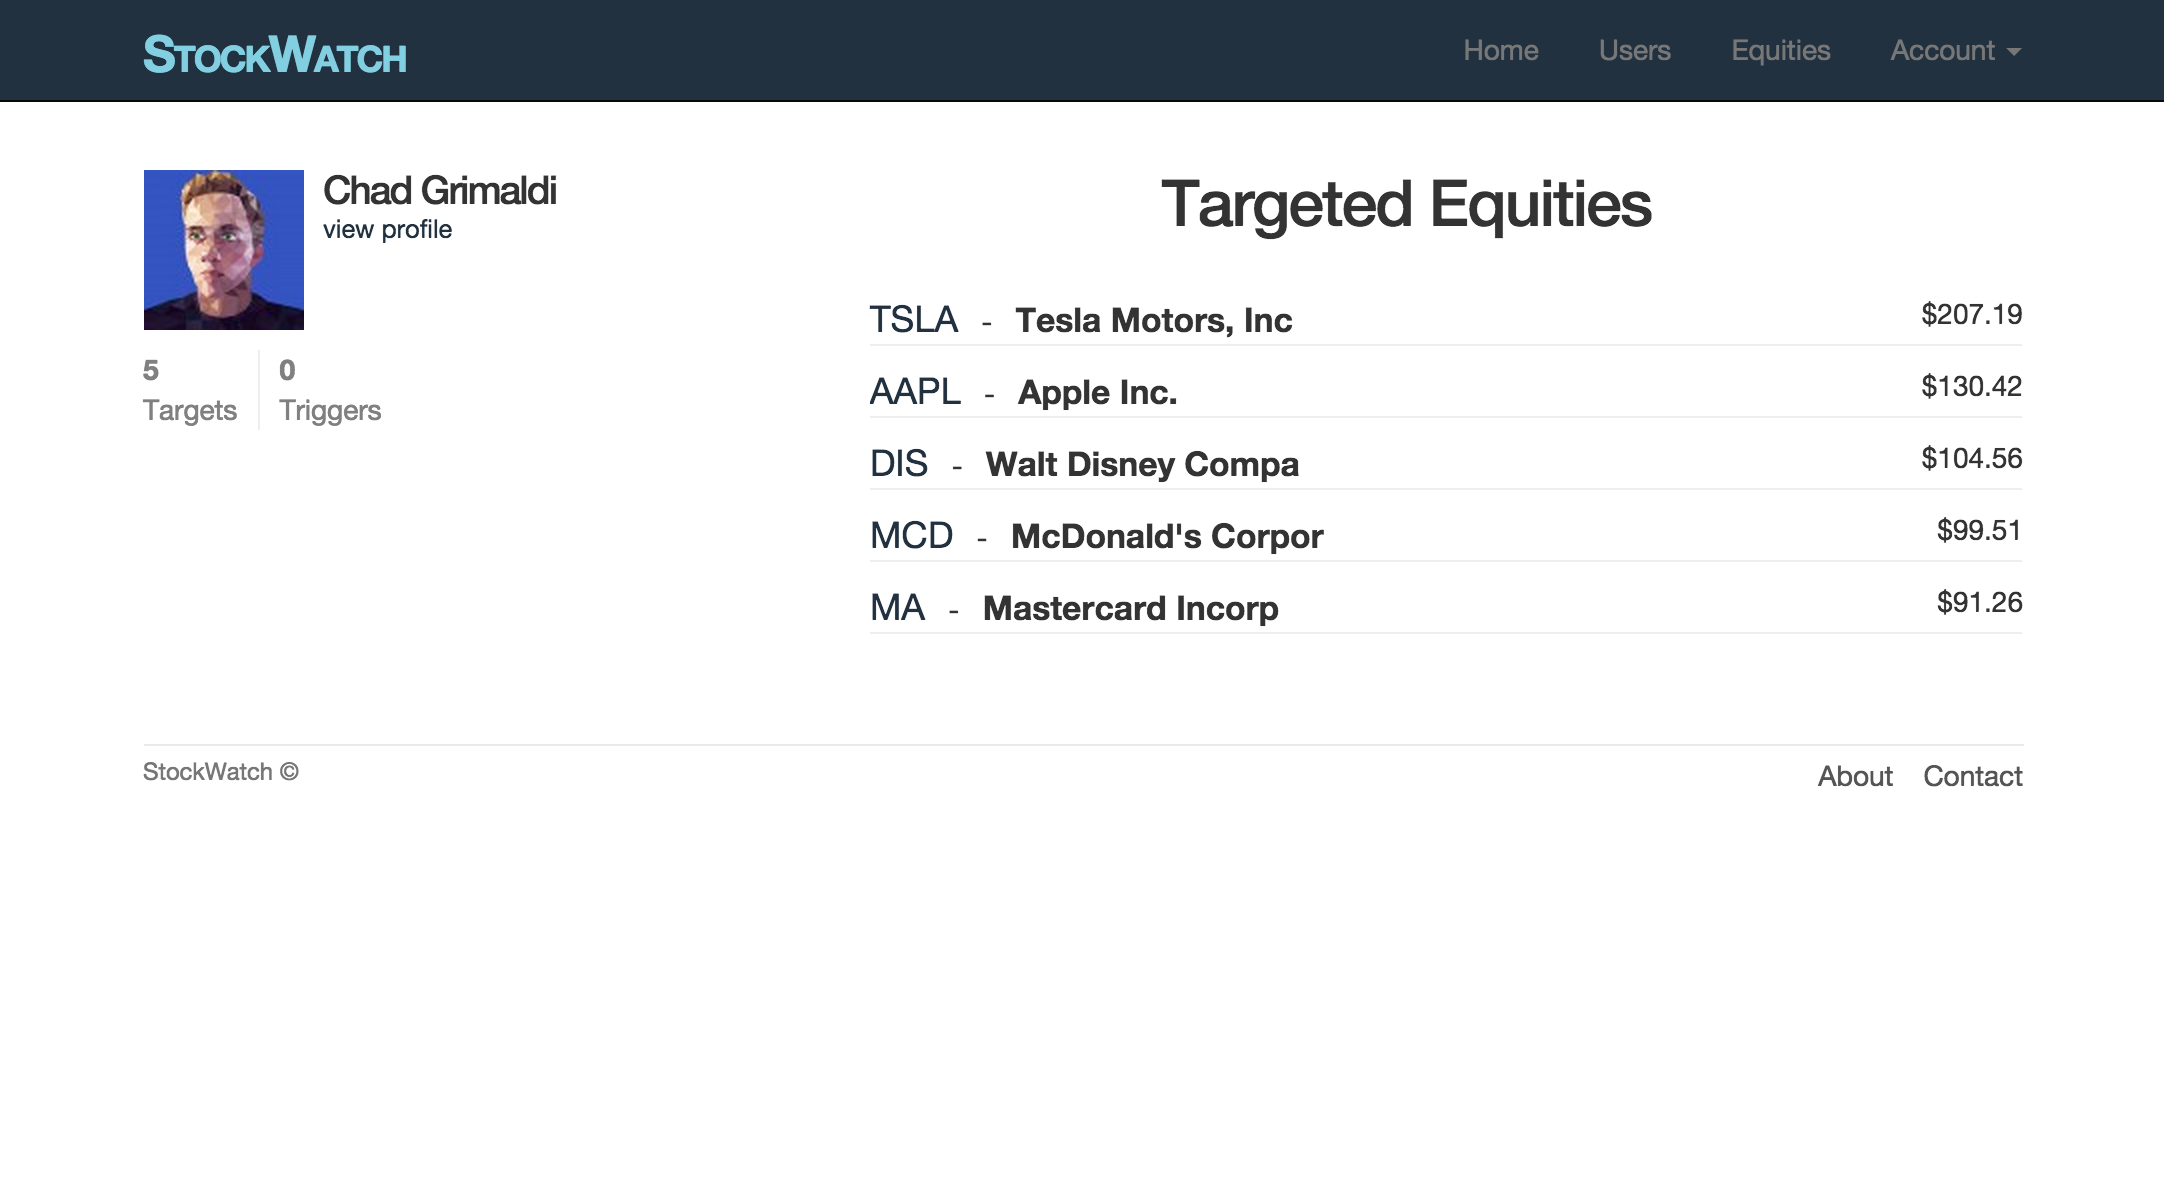 StockWatch
Home Users Equities Account
Chad Grimaldi
view profile
5 0
Targets Triggers
Targeted Equities
TSLA - Tesla Motors, Inc $207.19
AAPL - Apple Inc. $130.42
DIS - Walt Disney Compa $104.56
MCD - McDonald's Corpor $99.51
MA - Mastercard Incorp $91.26
StockWatch © About Contact